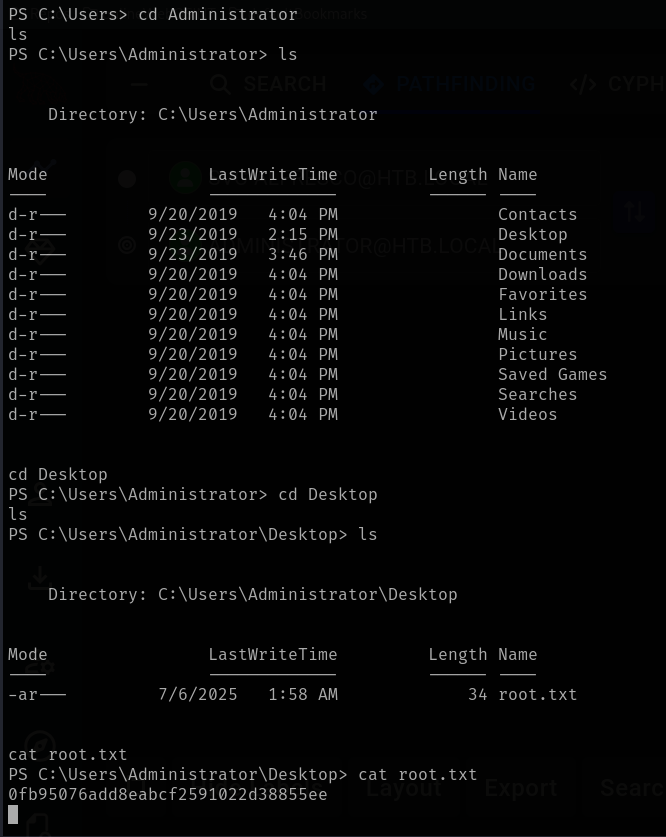 PS C:\Users> cd Administrator
ls
PS C:\Users\Administrator> ls
SEARCH PATHFINDING </> CYPH
Directory: C:\Users\Administrator
Mode LastWriteTime Length Name
---- ------------- ------ ----
d-r--- 9/20/2019 4:04 PM Contacts
d-r--- 9/23/2019 2:15 PM Desktop
d-r--- 9/23/2019 3:46 PM Documents
d-r--- 9/20/2019 4:04 PM Downloads
d-r--- 9/20/2019 4:04 PM Favorites
d-r--- 9/20/2019 4:04 PM Links
d-r--- 9/20/2019 4:04 PM Music
d-r--- 9/20/2019 4:04 PM Pictures
d-r--- 9/20/2019 4:04 PM Saved Games
d-r--- 9/20/2019 4:04 PM Searches
d-r--- 9/20/2019 4:04 PM Videos
cd Desktop
PS C:\Users\Administrator> cd Desktop
ls
PS C:\Users\Administrator\Desktop> ls
Directory: C:\Users\Administrator\Desktop
Mode LastWriteTime Length Name
---- ------------- ------ ----
-ar--- 7/6/2025 1:58 AM 34 root.txt
cat root.txt
PS C:\Users\Administrator\Desktop> cat root.txt
0fb95076add8eabcf2591022d38855ee
Layout Export Searc